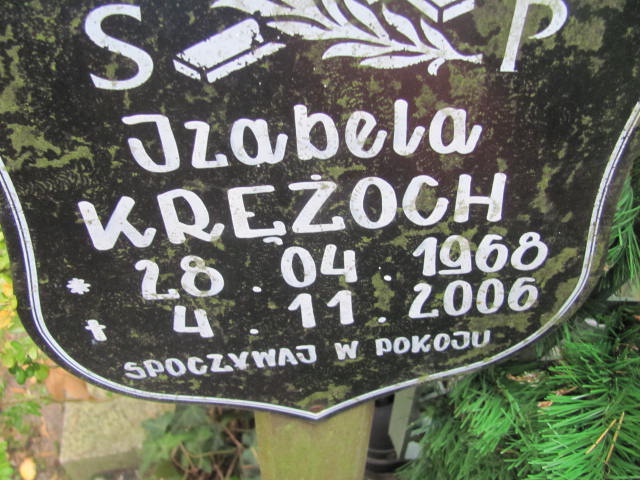 S P
Izabela
KRĘŻOCH
* 28.04.1968
† 4.11.2006
SPOCZYWAJ W POKOJU